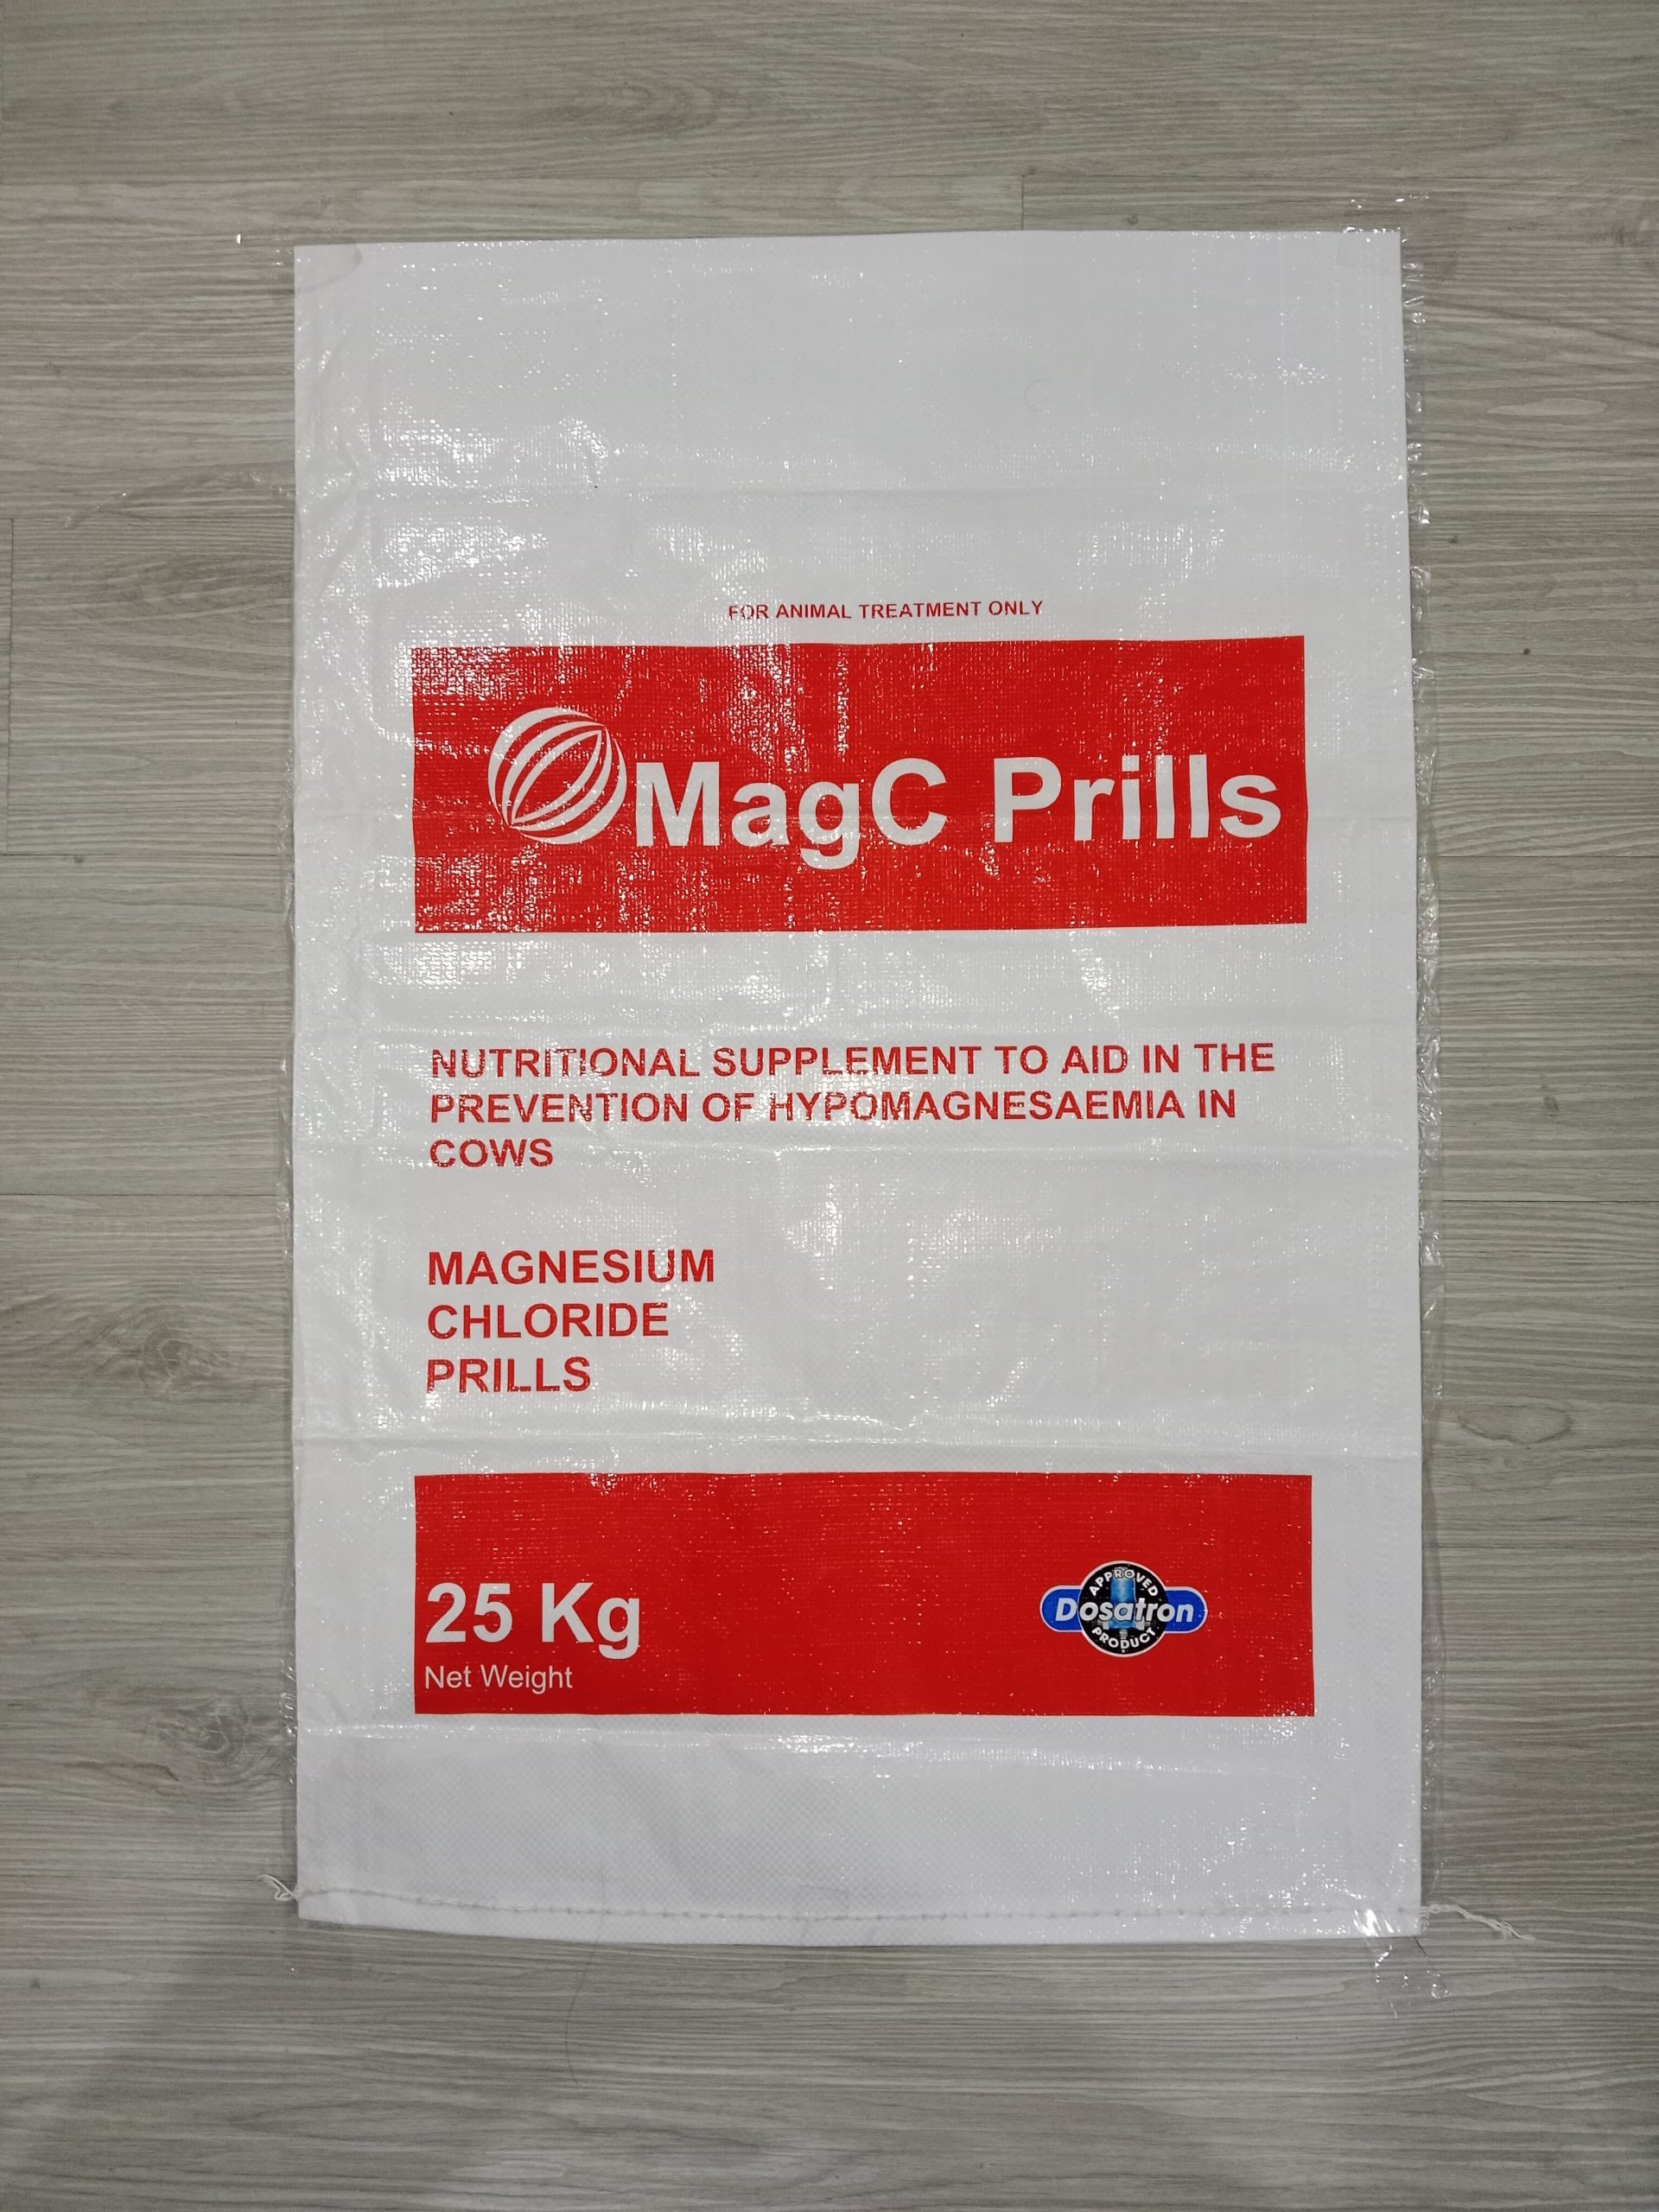 FOR ANIMAL TREATMENT ONLY
MagC Prills
NUTRITIONAL SUPPLEMENT TO AID IN THE
PREVENTION OF HYPOMAGNESAEMIA IN
COWS
MAGNESIUM
CHLORIDE
PRILLS
25 Kg
Net Weight
APPROVED
Dosatron
PRODUCT